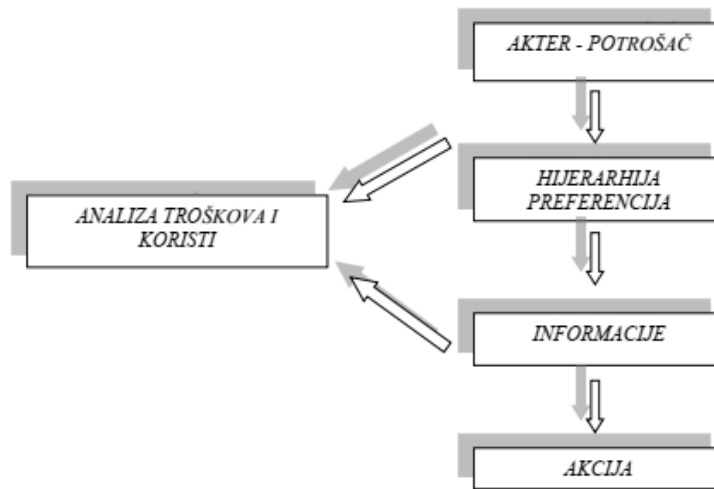 AKTER - POTROŠAČ
HIJERARHIJA
PREFERENCIJA
ANALIZA TROŠKOVA I
KORISTI
INFORMACIJE
AKCIJA